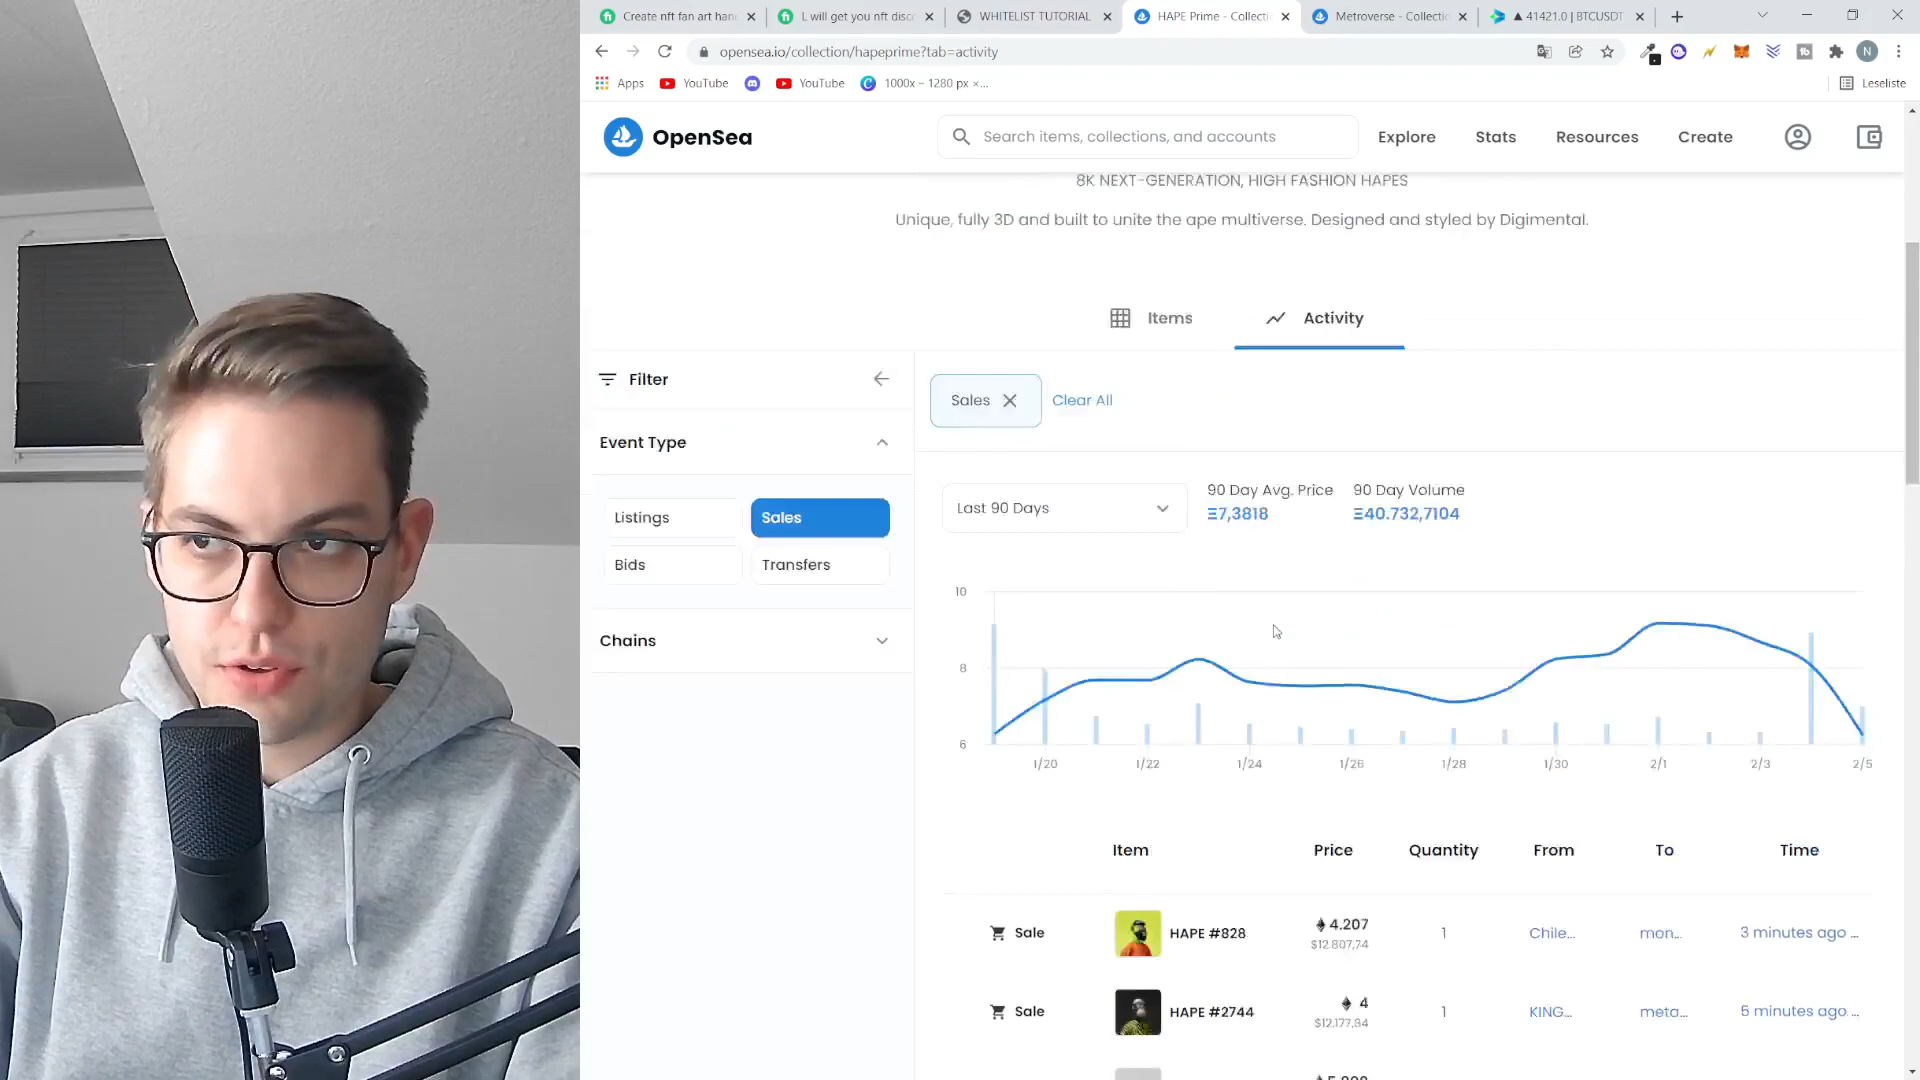 Create nft fan art han
L will get you nft disc
WHITELIST TUTORIAL
HAPE Prime - Collecti
Metroverse - Collectic
▲ 41421.0 | BTCUSDT
opensea.io/collection/hapeprime?tab=activity
N
Apps
YouTube
YouTube
1000x – 1280 px ×...
Leseliste
OpenSea
Search items, collections, and accounts
Explore
Stats
Resources
Create
8K NEXT-GENERATION, HIGH FASHION HAPES
Unique, fully 3D and built to unite the ape multiverse. Designed and styled by Digimental.
Items
Activity
Filter
Sales
Clear All
Event Type
Listings
Sales
Bids
Transfers
Chains
Last 90 Days
90 Day Avg. Price
Ξ7,3818
90 Day Volume
Ξ40.732,7104
10
8
6
1/20
1/22
1/24
1/26
1/28
1/30
2/1
2/3
2/5
Item
Price
Quantity
From
To
Time
Sale
HAPE #828
4.207
$12.807,74
1
Chile...
mon...
3 minutes ago ...
Sale
HAPE #2744
4
$12.177,94
1
KING...
meta...
5 minutes ago ...